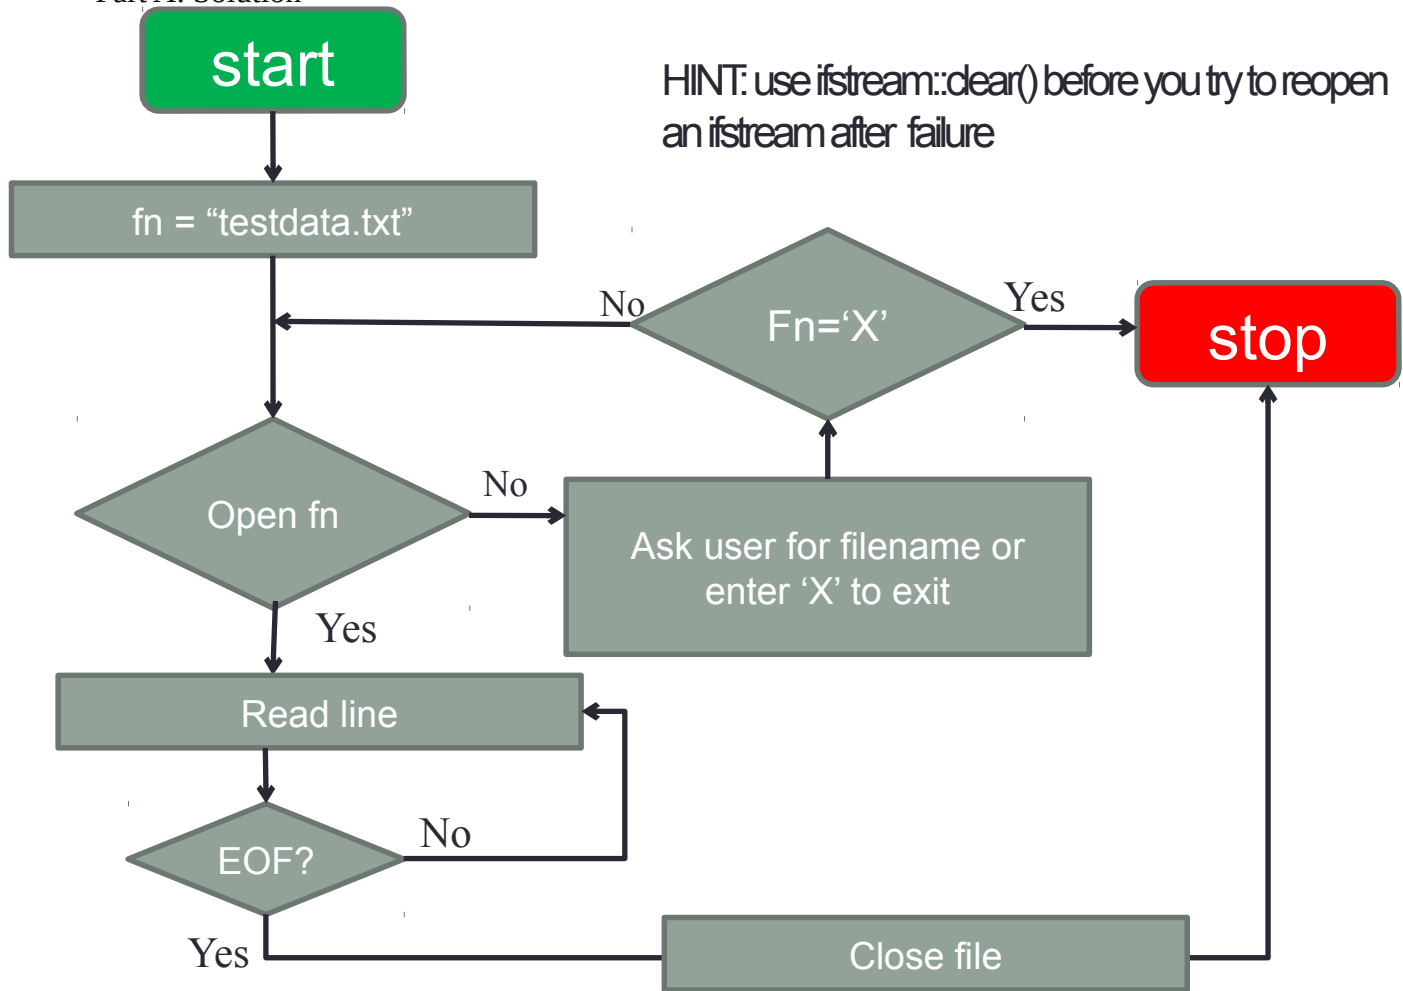 Part A: Solution
start
HINT: use ifstream::clear() before you try to reopen
an ifstream after failure
fn = “testdata.txt”
No
Fn=‘X’
Yes
stop
Open fn
No
Ask user for filename or
enter ‘X’ to exit
Yes
Read line
EOF?
No
Yes
Close file